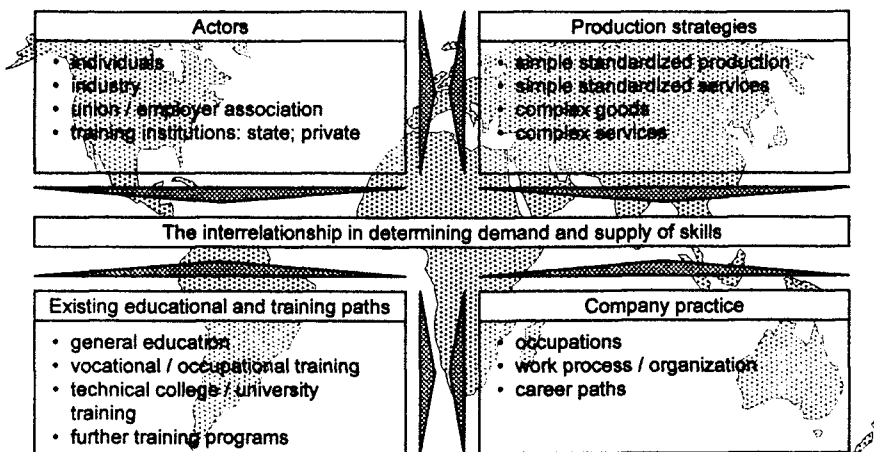 Actors
• individuals
• industry
• union / employer association
• training institutions: state; private
Production strategies
• simple standardized production
• simple standardized services
• complex goods
• complex services
The interrelationship in determining demand and supply of skills
Existing educational and training paths
• general education
• vocational / occupational training
• technical college / university
training
• further training programs
Company practice
• occupations
• work process / organization
• career paths